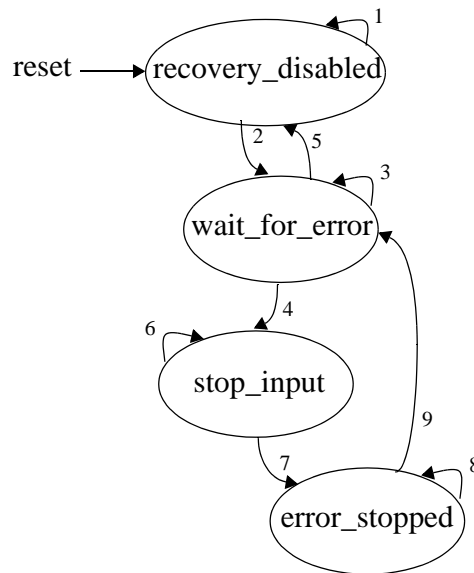 1
reset
recovery_disabled
2
5
3
wait_for_error
4
6
stop_input
9
7
8
error_stopped